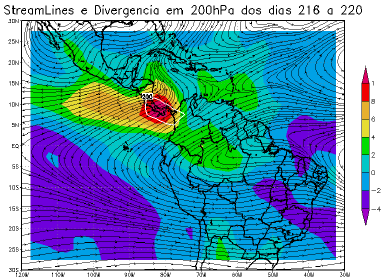 StreamLines e Divergencia em 200hPa dos dias 216 a 220
30N
25N
20N
15N
10N
5N
EQ
5S
10S
15S
20S
25S
30S
120W 110W 100W 90W 80W 70W 60W 50W 40W 30W
200
8
6
4
2
0
-2
-4